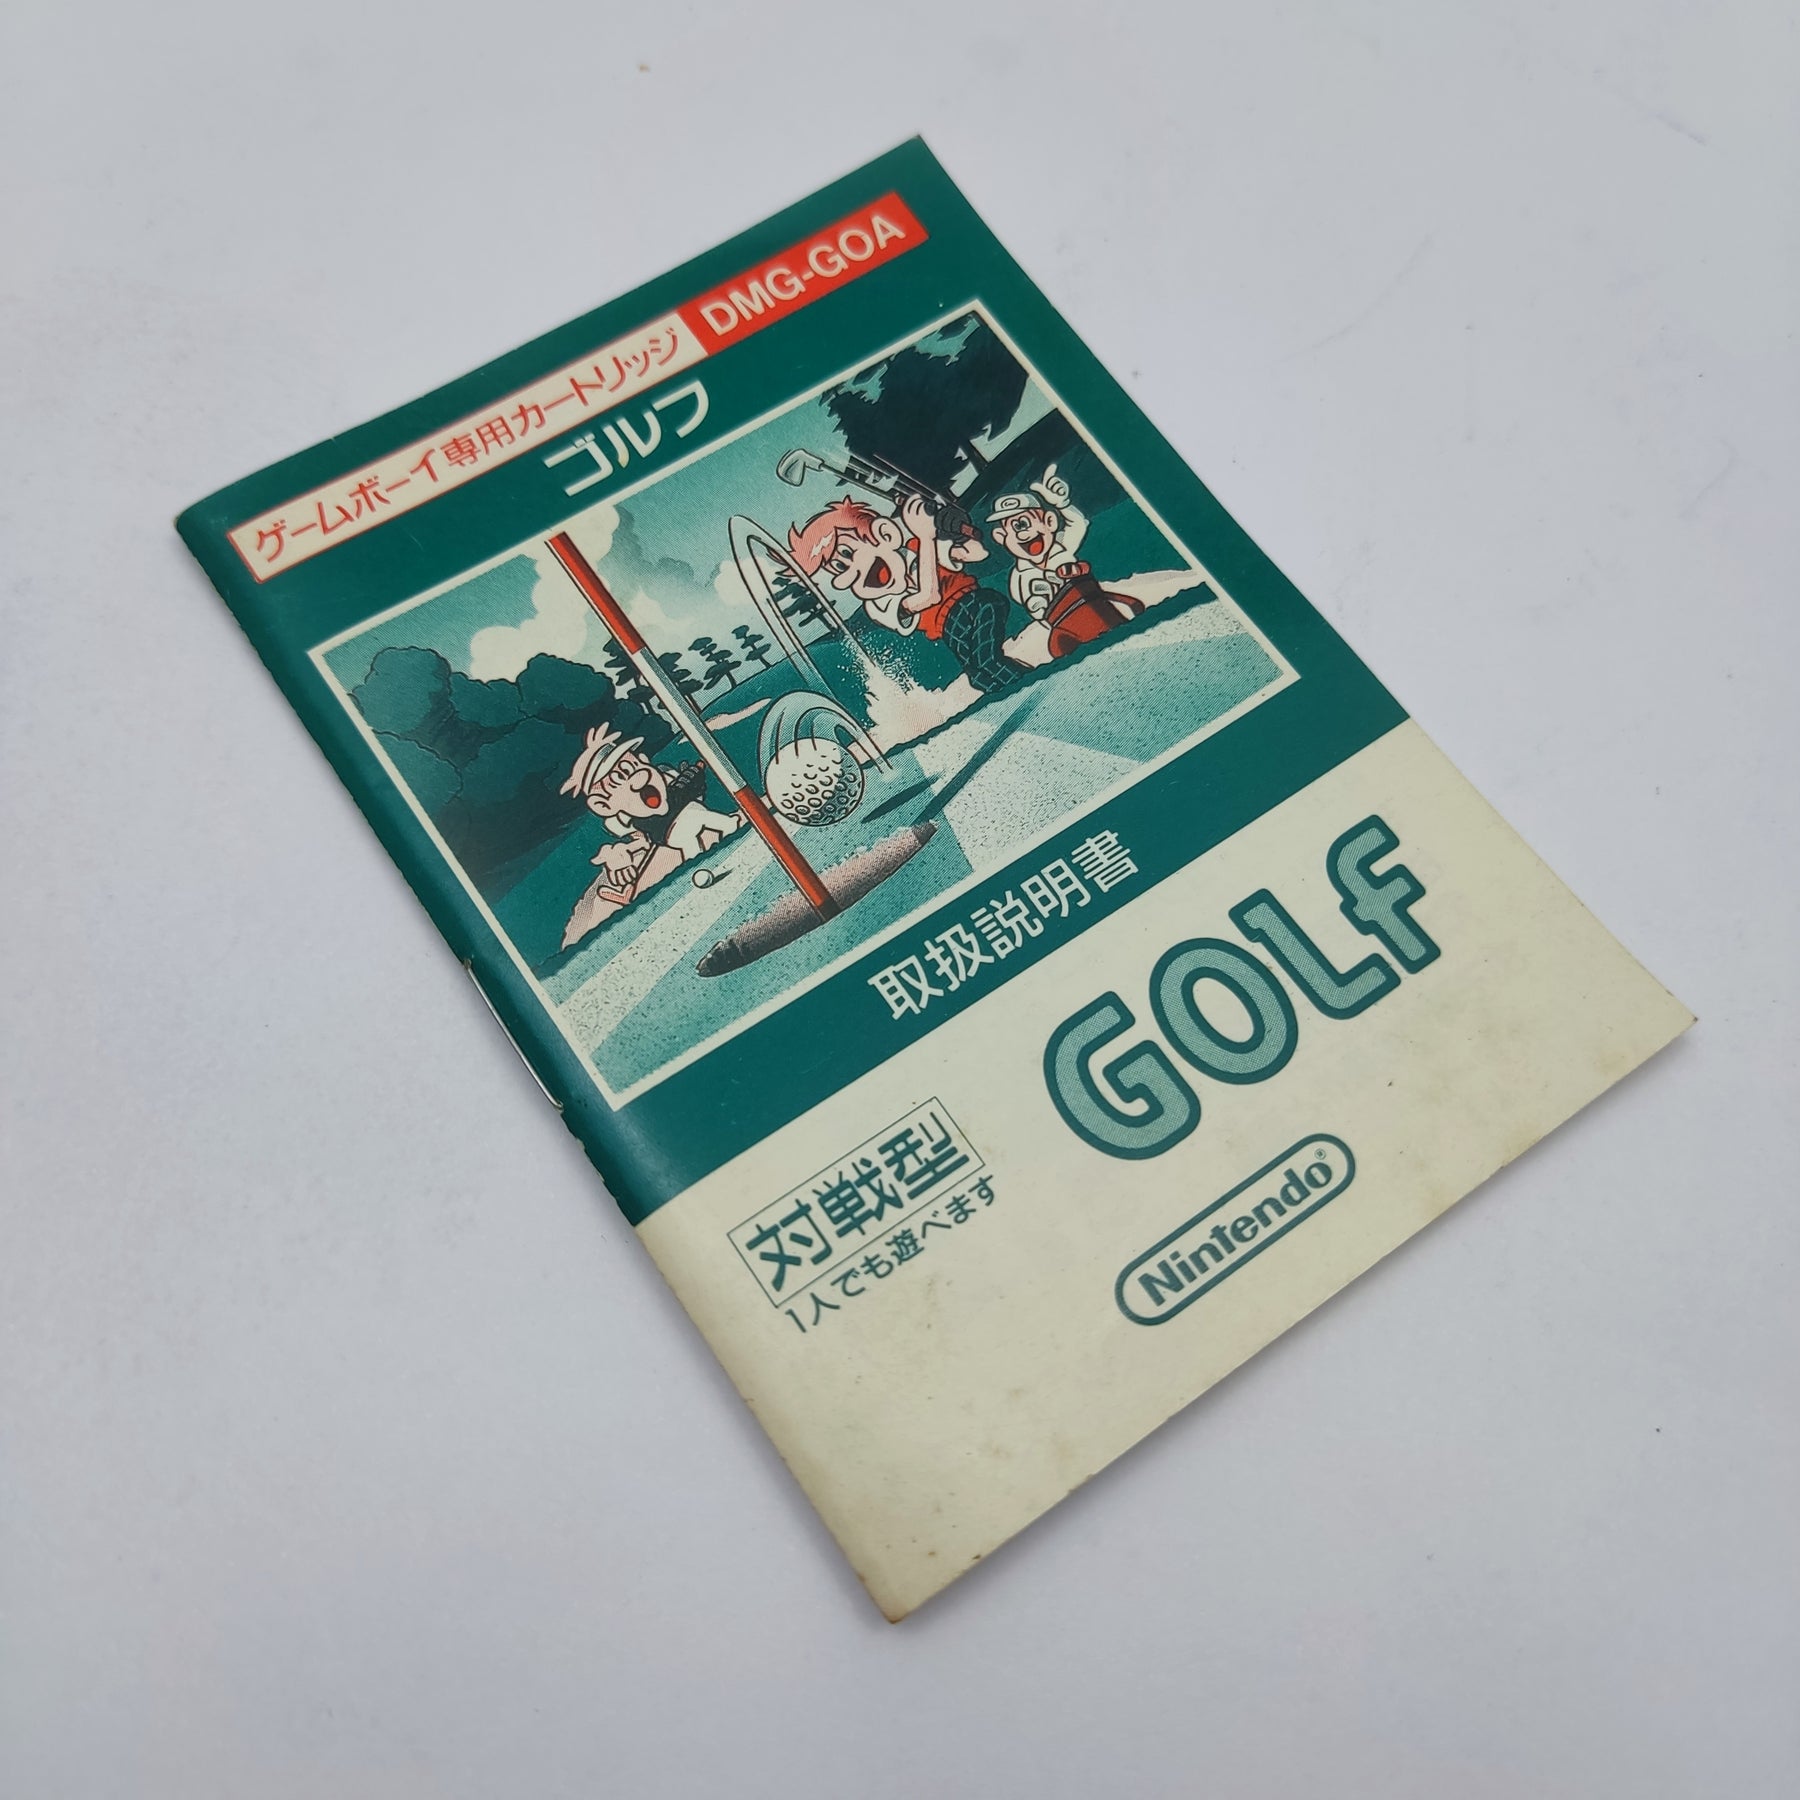 ゲームボーイ専用カートリッジ DMG-GOA
ゴルフ
取扱説明書
GOLf
対戦型
1人でも遊べます
Nintendo®